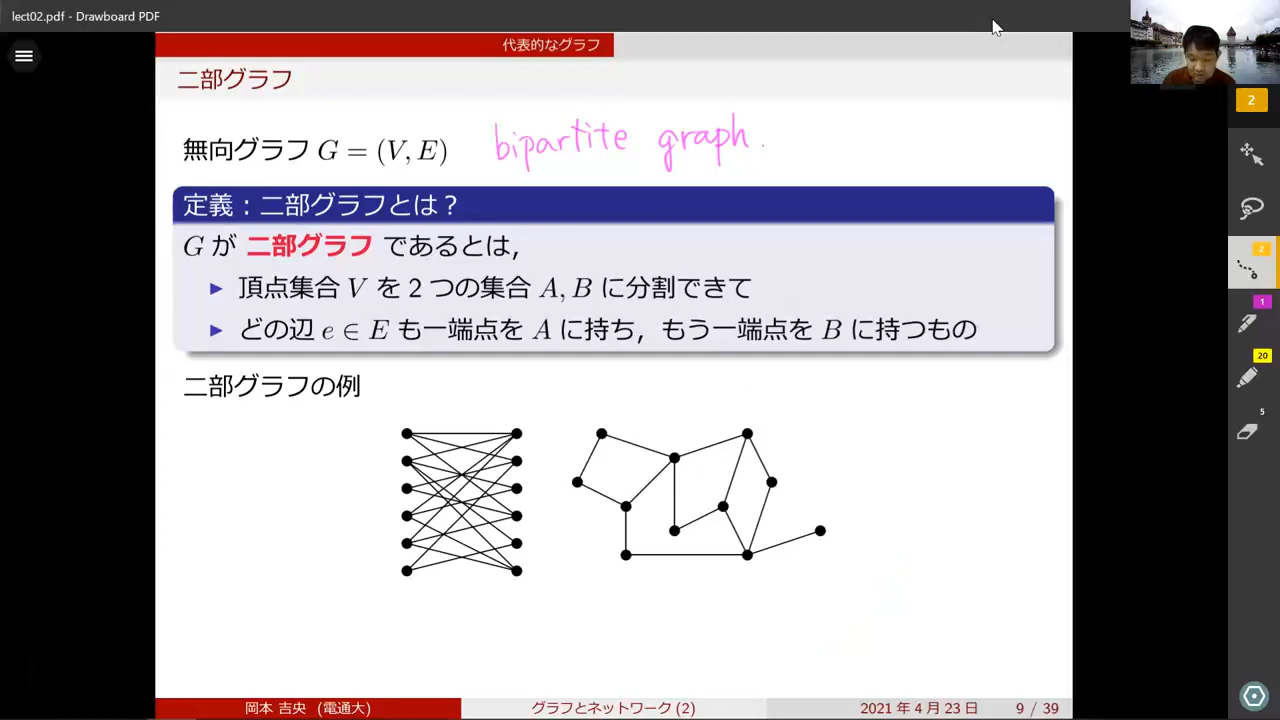 lect02.pdf - Drawboard PDF
代表的なグラフ
二部グラフ
無向グラフ G = (V, E) bipartite graph.
定義：二部グラフとは？
G が 二部グラフ であるとは，
▶ 頂点集合 V を 2 つの集合 A, B に分割できて
▶ どの辺 e ∈ E も一端点を A に持ち，もう一端点を B に持つもの
二部グラフの例
岡本 吉央 (電通大) グラフとネットワーク (2) 2021 年 4 月 23 日 9 / 39
2
2
1
20
5